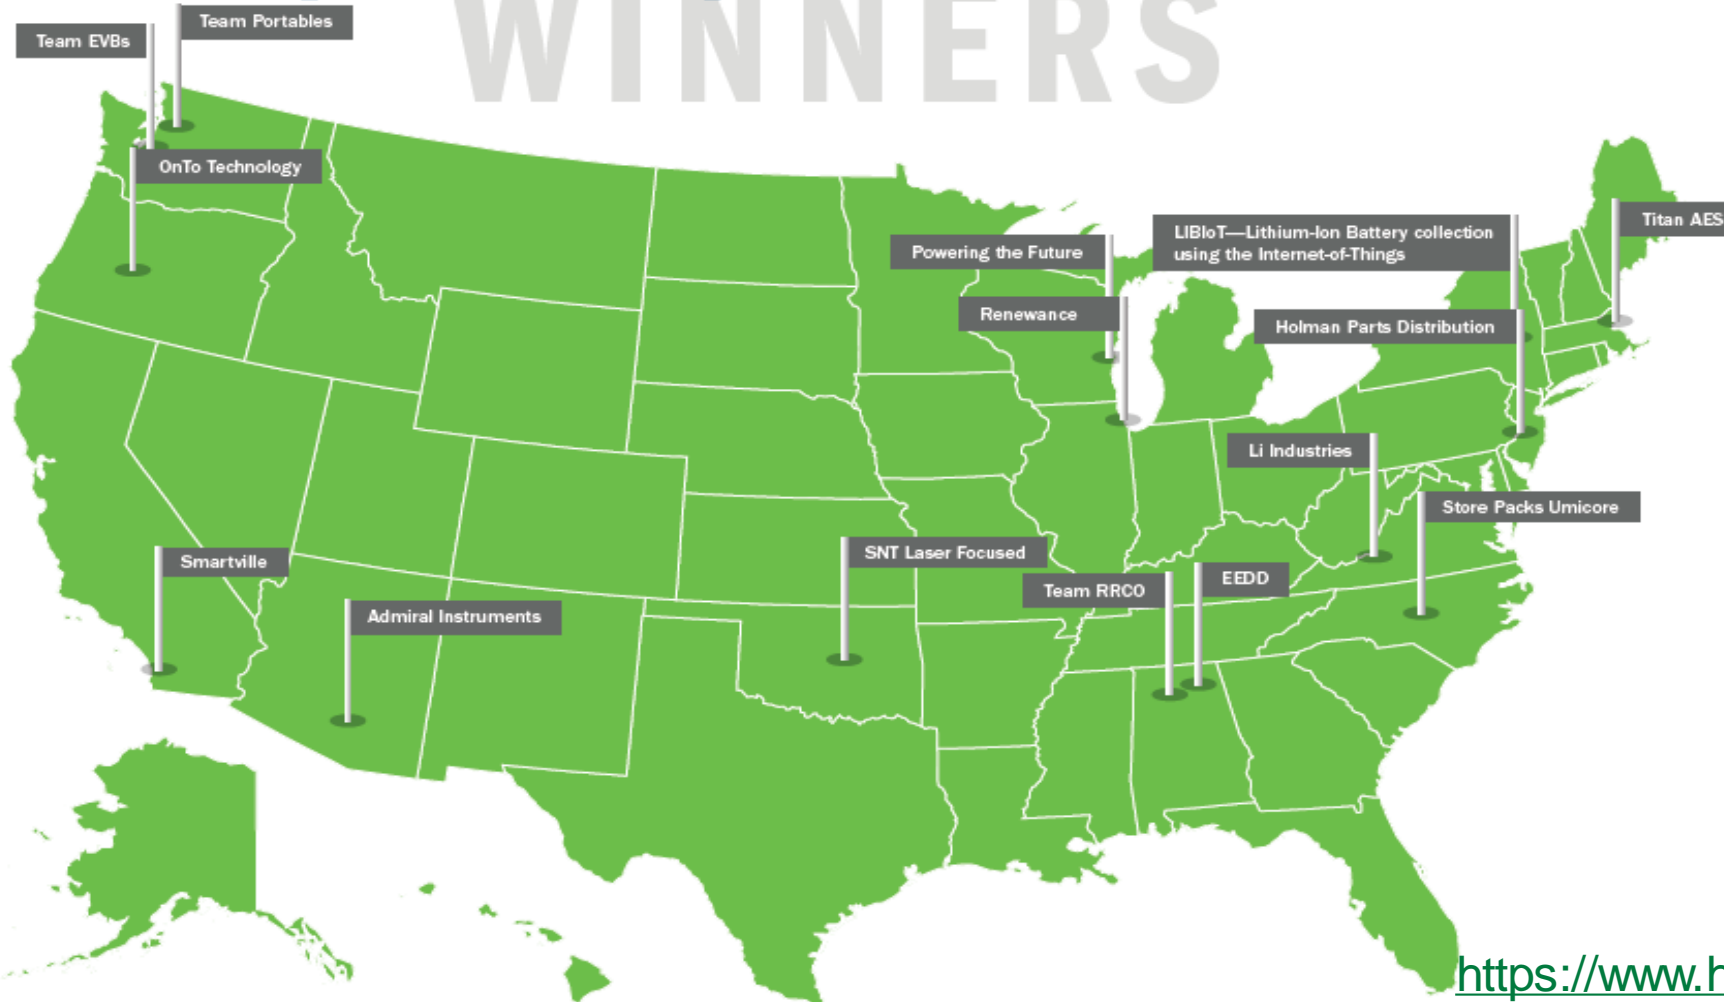 WINNERS
Team Portables
Team EVBs
OnTo Technology
Titan AES
LIBIoT—Lithium-Ion Battery collection
using the Internet-of-Things
Powering the Future
Renewance
Holman Parts Distribution
Li Industries
Store Packs Umicore
SNT Laser Focused
Smartville
EEDD
Team RRCO
Admiral Instruments
https://www.h